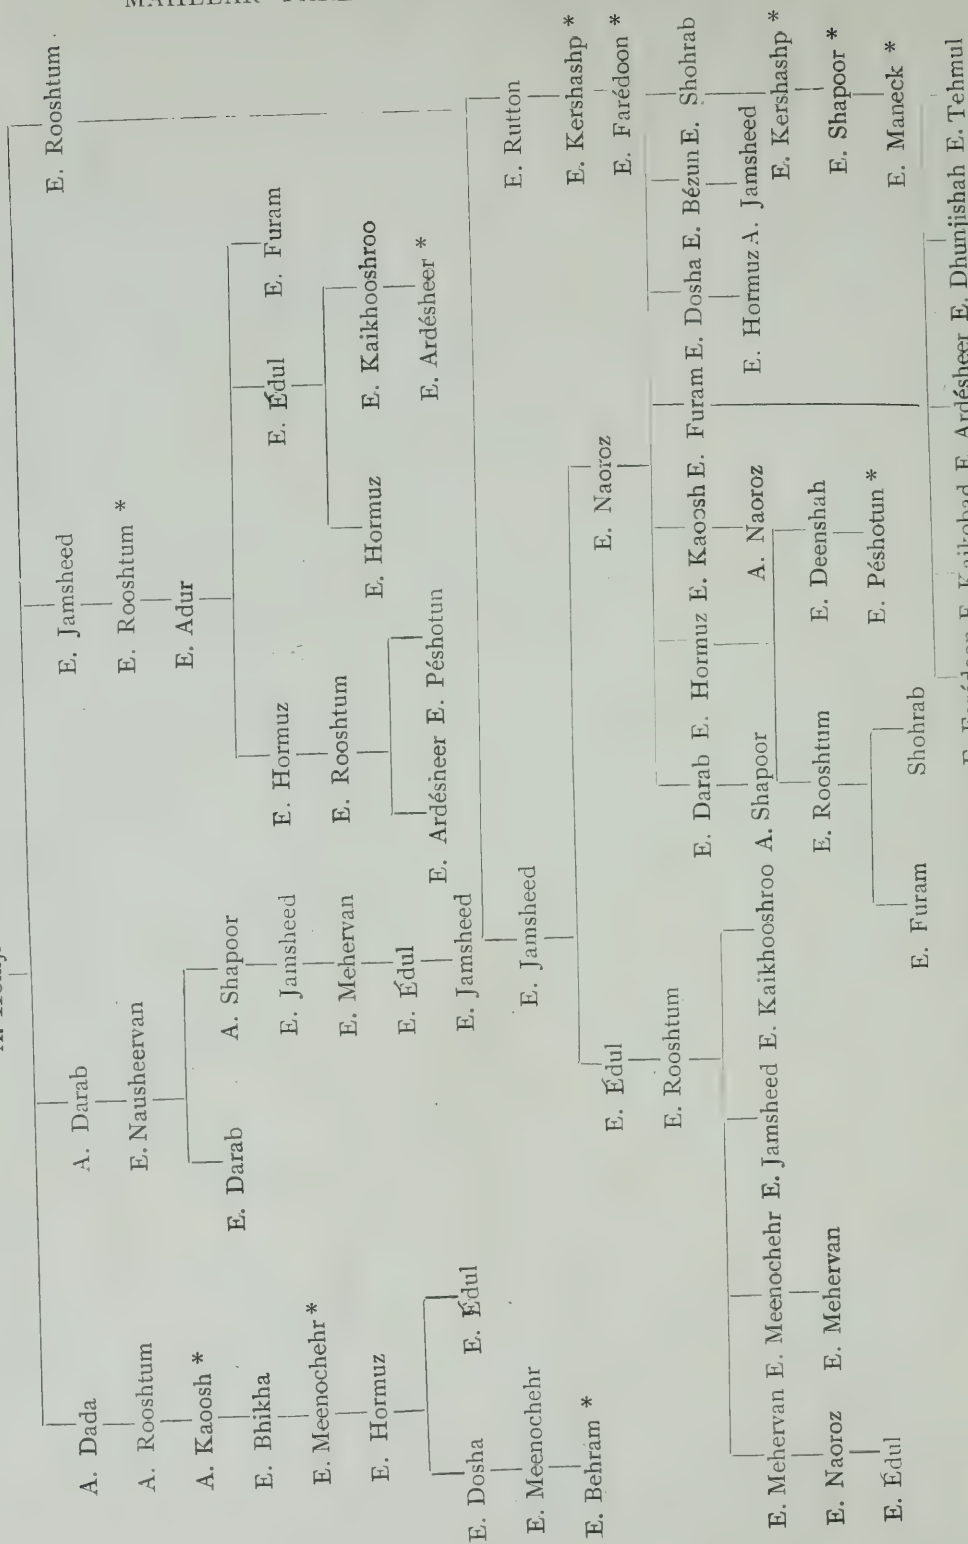 E. Rooshtum
E. Jamsheed
A. Darab
A. Dada
E. Rooshtum *
E. Nausheervan
A. Rooshtum
E. Adur
A. Kaoosh *
E. Darab A. Shapoor
E. Bhikha
E. Hormuz E. Édul E. Furam
E. Jamsheed
E. Meenochehr *
E. Rooshtum
E. Hormuz E. Kaikhooshroo
E. Mehervan
E. Hormuz
E. Ardésheer E. Péshotun
E. Ardésheer *
E. Édul
E. Jamsheed
E. Dosha E. Édul
E. Rutton
E. Jamsheed
E. Meenochehr
E. Kershashp *
E. Behram *
E. Naoroz
E. Édul
E. Farédoon *
E. Rooshtum
E. Darab E. Hormuz E. Kaoosh E. Furam E. Dosha E. Bézun E. Shohrab
E. Hormuz A. Jamsheed
E. Mehervan E. Meenochehr E. Jamsheed E. Kaikhooshroo A. Shapoor
A. Naoroz
E. Kershashp *
E. Naoroz E. Mehervan
E. Rooshtum
E. Deenshah
E. Shapoor *
E. Péshotun *
E. Édul
E. Maneck *
E. Furam Shohrab
E. Kaikobad E. Ardésheer E. Dhunjishah E. Tehmul